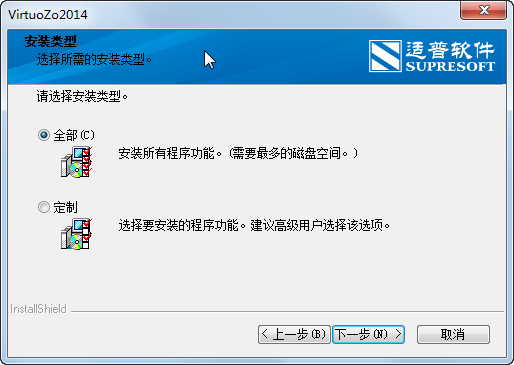 VirtuoZo2014
安装类型
选择所需的安装类型。
适普软件
SUPRESOFT
请选择安装类型。
全部(C)
安装所有程序功能。(需要最多的磁盘空间。)
定制
选择要安装的程序功能。建议高级用户选择该选项。
InstallShield
< 上一步(B) 下一步(N) > 取消